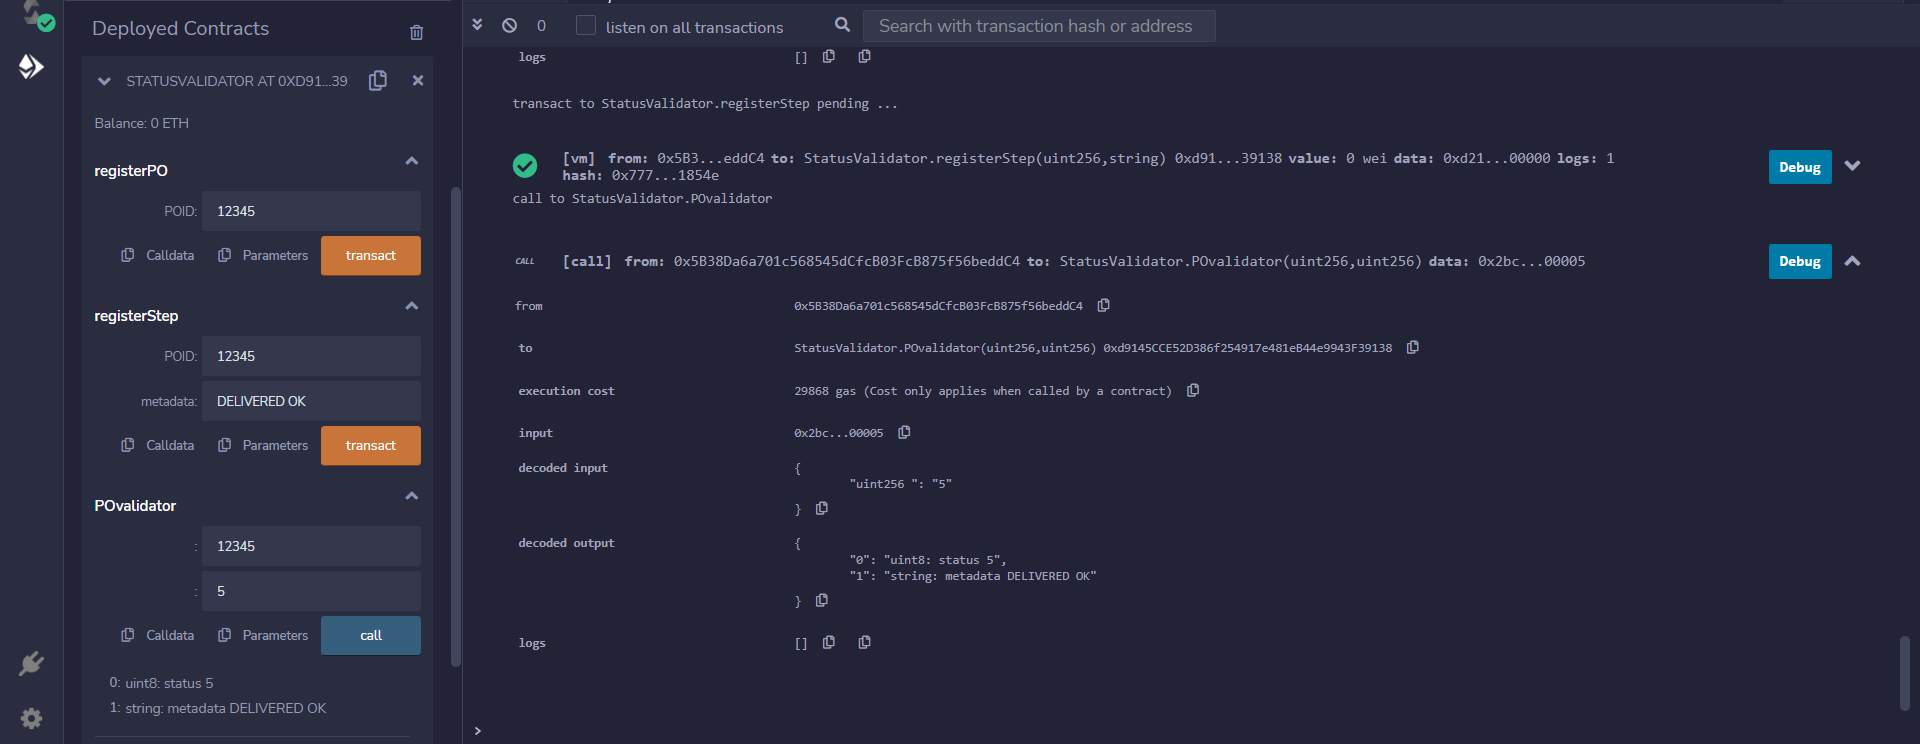 Deployed Contracts
STATUSVALIDATOR AT 0XD91...39
Balance: 0 ETH
registerPO
POID: 12345
Calldata Parameters transact
registerStep
POID: 12345
metadata: DELIVERED OK
Calldata Parameters transact
POvalidator
: 12345
: 5
Calldata Parameters call
0: uint8: status 5
1: string: metadata DELIVERED OK
0 listen on all transactions Search with transaction hash or address
logs []
transact to StatusValidator.registerStep pending ...
[vm] from: 0x5B3...eddC4 to: StatusValidator.registerStep(uint256,string) 0xd91...39138 value: 0 wei data: 0xd21...00000 logs: 1
hash: 0x777...1854e
Debug
call to StatusValidator.POvalidator
CALL [call] from: 0x5B38Da6a701c568545dCfcB03FcB875f56beddC4 to: StatusValidator.POvalidator(uint256,uint256) data: 0x2bc...00005 Debug
from 0x5B38Da6a701c568545dCfcB03FcB875f56beddC4
to StatusValidator.POvalidator(uint256,uint256) 0xd9145CCE52D386f254917e481eB44e9943F39138
execution cost 29868 gas (Cost only applies when called by a contract)
input 0x2bc...00005
decoded input {
"uint256 ": "5"
}
decoded output {
"0": "uint8: status 5",
"1": "string: metadata DELIVERED OK"
}
logs []
>